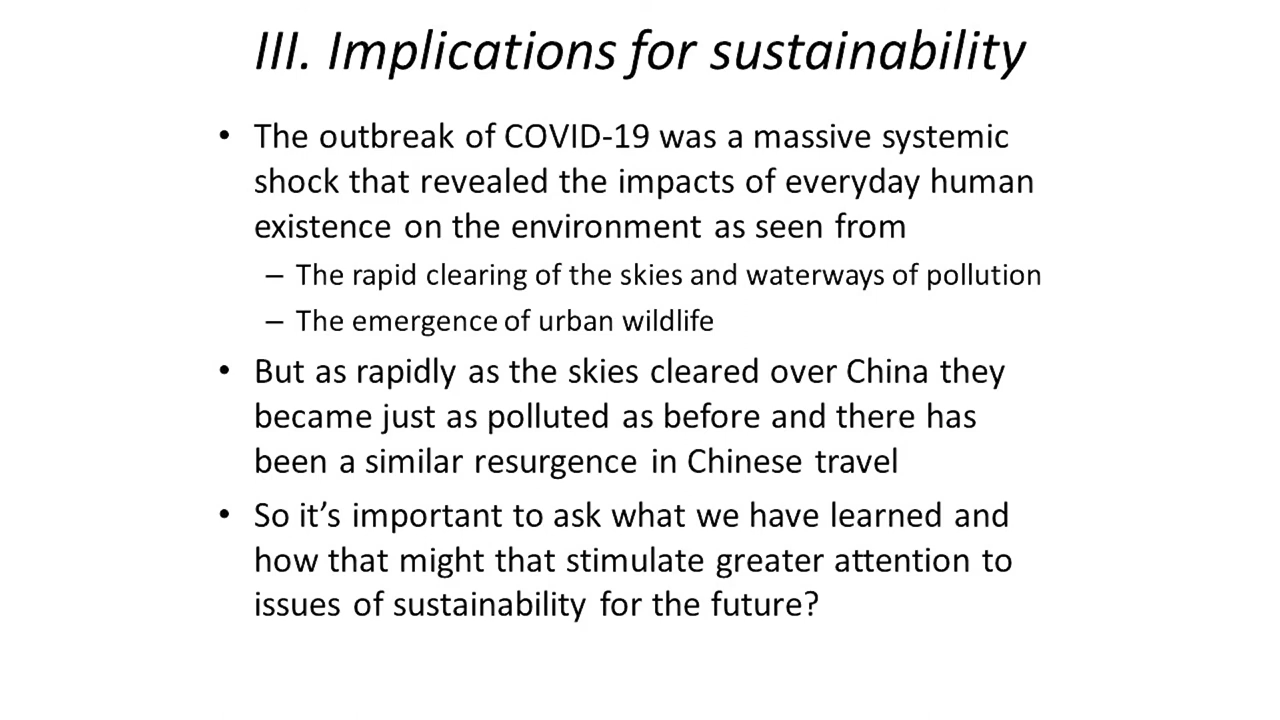 III. Implications for sustainability
• The outbreak of COVID-19 was a massive systemic
shock that revealed the impacts of everyday human
existence on the environment as seen from
– The rapid clearing of the skies and waterways of pollution
– The emergence of urban wildlife
• But as rapidly as the skies cleared over China they
became just as polluted as before and there has
been a similar resurgence in Chinese travel
• So it’s important to ask what we have learned and
how that might that stimulate greater attention to
issues of sustainability for the future?